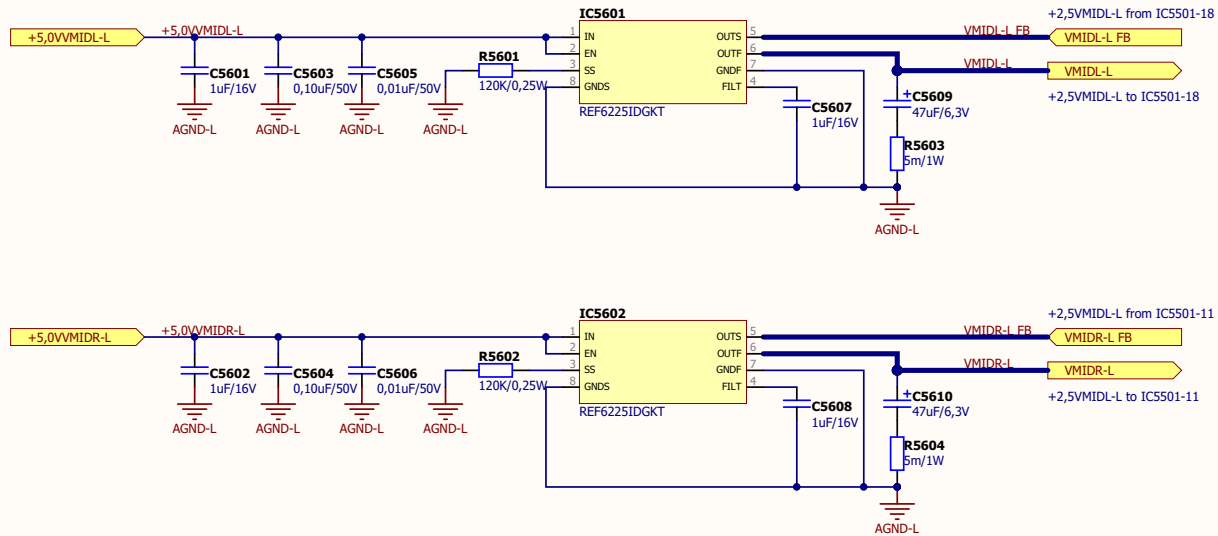 IC5601
+2,5VMIDL-L from IC5501-18
+5,0VVMIDL-L
+5,0VVMIDL-L
1 IN
OUTS 5
VMIDL-L FB
VMIDL-L FB
2 EN
OUTF 6
R5601
3 SS
GNDF 7
VMIDL-L
VMIDL-L
C5601
1uF/16V
C5603
0,10uF/50V
C5605
0,01uF/50V
120K/0,25W
8 GNDS
FILT 4
+2,5VMIDL-L to IC5501-18
REF6225IDGKT
C5607
1uF/16V
+
C5609
47uF/6,3V
AGND-L
AGND-L
AGND-L
AGND-L
R5603
5m/1W
AGND-L
IC5602
+2,5VMIDL-L from IC5501-11
+5,0VVMIDR-L
+5,0VVMIDR-L
1 IN
OUTS 5
VMIDR-L FB
VMIDR-L FB
2 EN
OUTF 6
R5602
3 SS
GNDF 7
VMIDR-L
VMIDR-L
C5602
1uF/16V
C5604
0,10uF/50V
C5606
0,01uF/50V
120K/0,25W
8 GNDS
FILT 4
+2,5VMIDL-L to IC5501-11
REF6225IDGKT
C5608
1uF/16V
+
C5610
47uF/6,3V
AGND-L
AGND-L
AGND-L
AGND-L
R5604
5m/1W
AGND-L